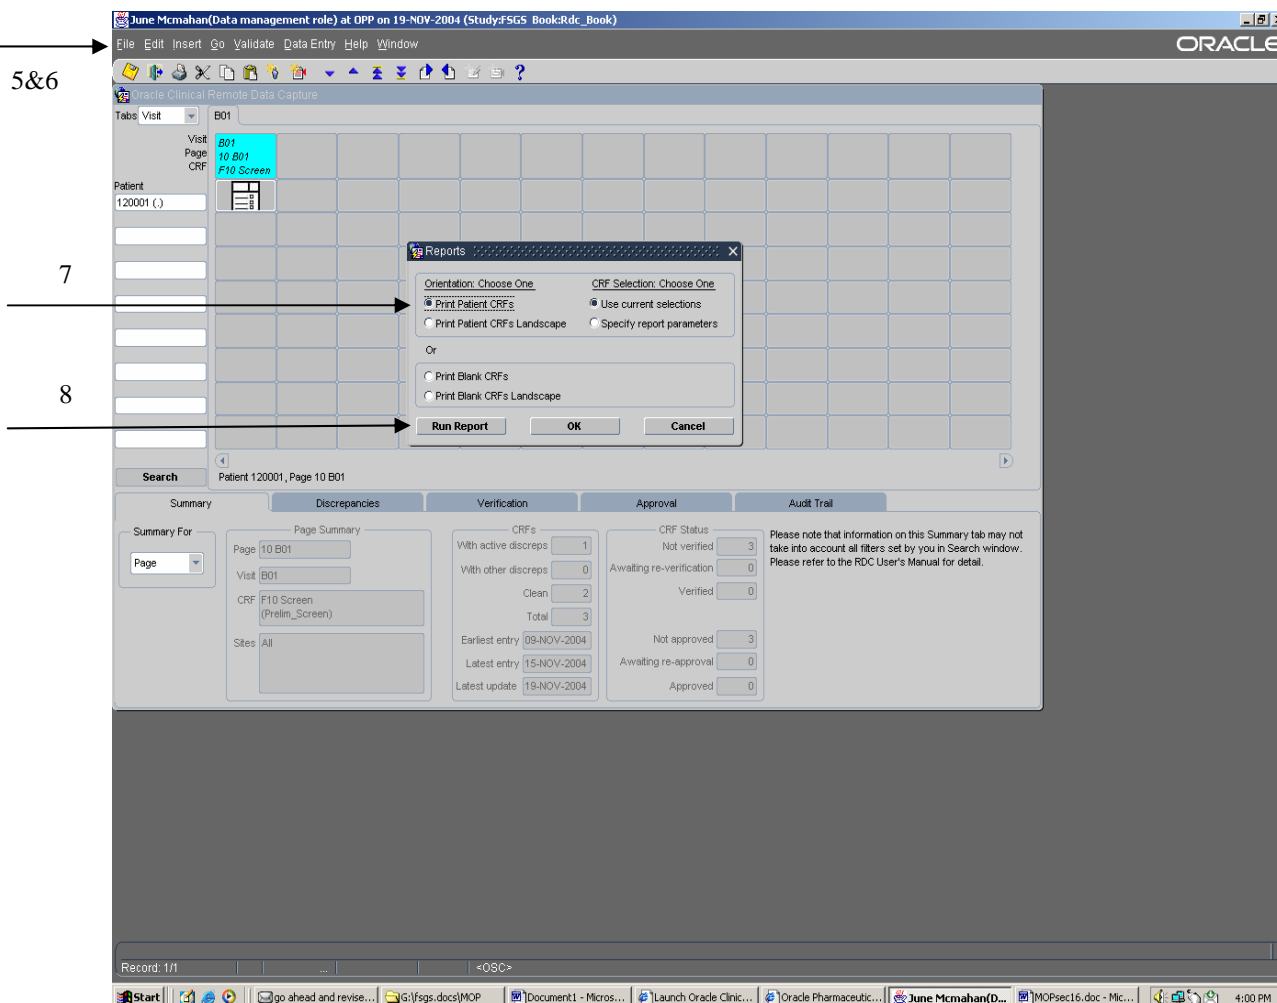 June Mcmahan(Data management role) at OPP on 19-NOV-2004 (Study:FSGS Book:Rdc_Book)
File Edit Insert Go Validate Data Entry Help Window
ORACLE
5&6
Oracle Clinical Remote Data Capture
Tabs Visit B01
Visit B01
Page 10 B01
CRF F10 Screen
Patient
120001 (.)
7
8
Reports
Orientation: Choose One CRF Selection: Choose One
Print Patient CRFs Use current selections
Print Patient CRFs Landscape Specify report parameters
Or
Print Blank CRFs
Print Blank CRFs Landscape
Run Report OK Cancel
Search Patient 120001, Page 10 B01
Summary Discrepancies Verification Approval Audit Trail
Summary For
Page
Page Summary
Page 10 B01
Visit B01
CRF F10 Screen
(Prelim_Screen)
Sites All
CRFs
With active discreps 1
With other discreps 0
Clean 2
Total 3
Earliest entry 09-NOV-2004
Latest entry 15-NOV-2004
Latest update 19-NOV-2004
CRF Status
Not verified 3
Awaiting re-verification 0
Verified 0
Not approved 3
Awaiting re-approval 0
Approved 0
Please note that information on this Summary tab may not
take into account all filters set by you in Search window.
Please refer to the RDC User's Manual for detail.
Record: 1/1 ... <OSC>
Start go ahead and revise... G:\fsgs.docs\MOP Document1 - Micros... Launch Oracle Clinic... Oracle Pharmaceutic... June Mcmahan(D... MOPsec16.doc - Mic... 4:00 PM